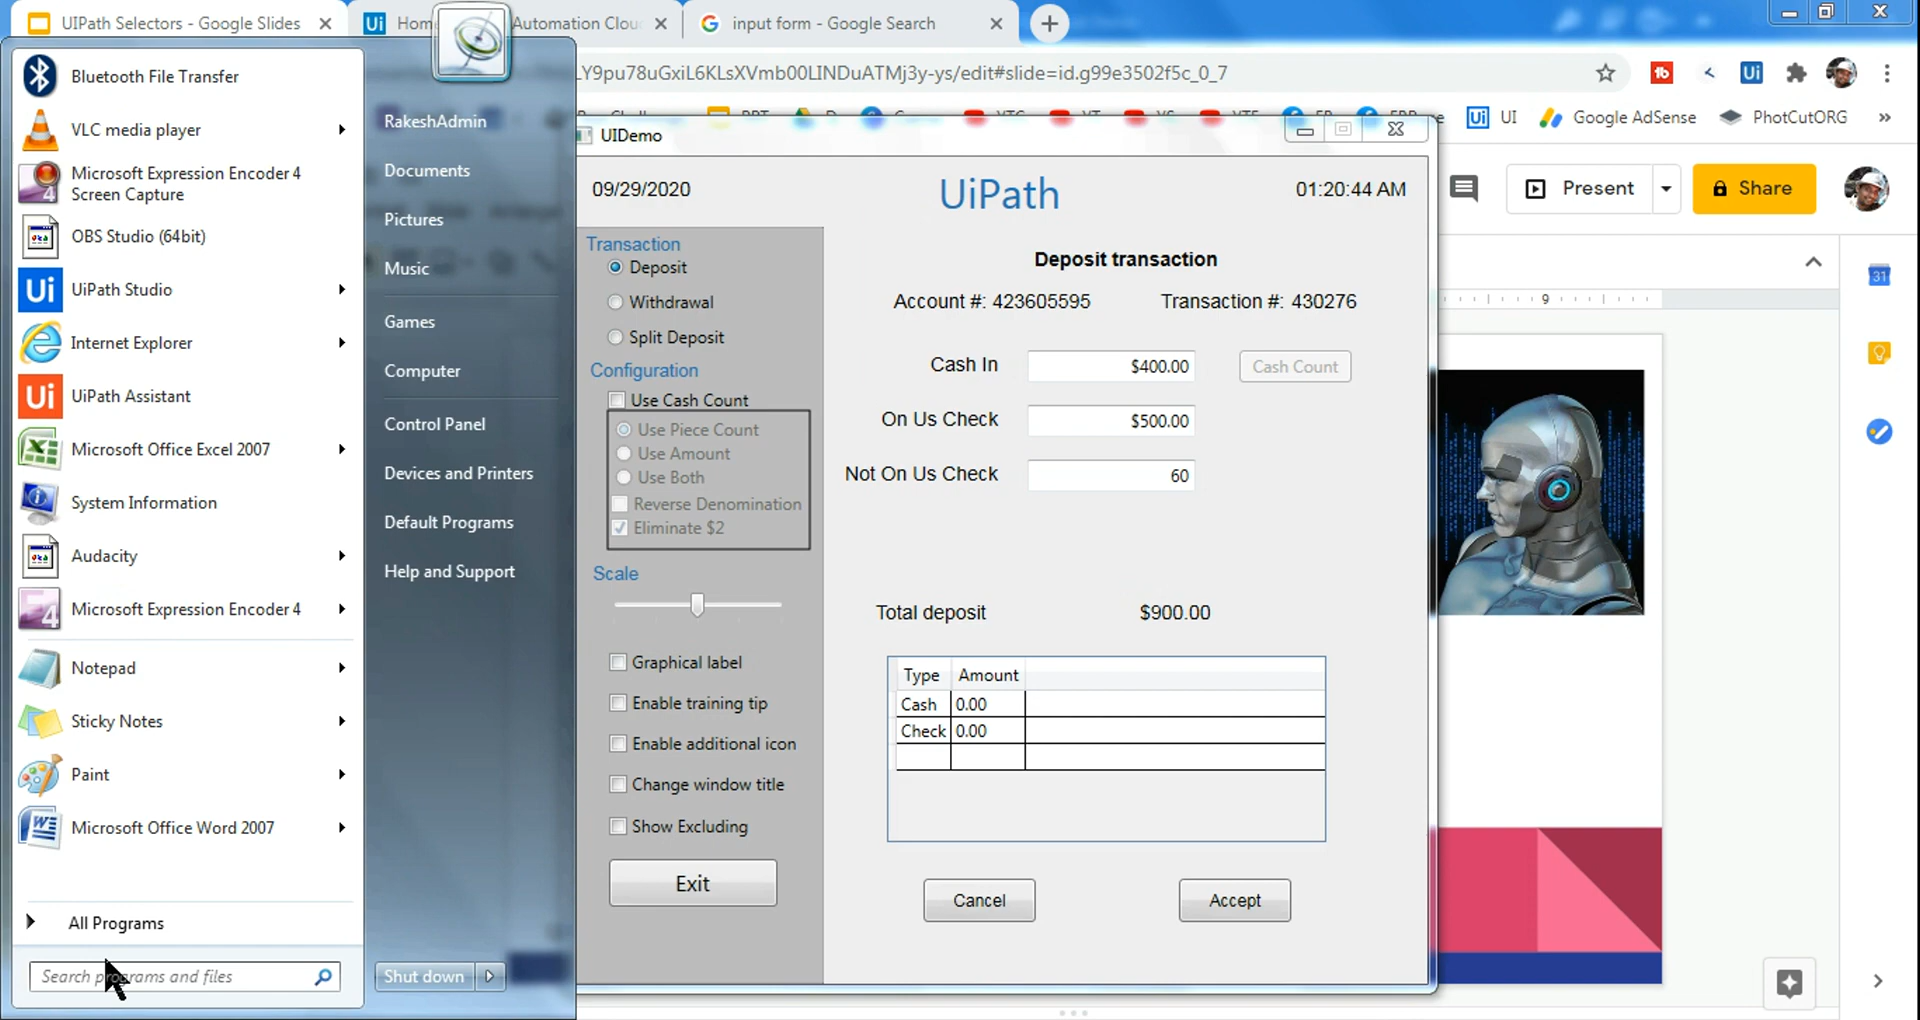 UIPath Selectors - Google Slides
Ui Hom
Automation Clou
input form - Google Search
Y9pu78uGxiL6KLsXVmb00LINDuATMj3y-ys/edit#slide=id.g99e3502f5c_0_7
Ui
UI
Google AdSense
PhotCutORG
»
Present
Share
31
9
Bluetooth File Transfer
VLC media player
Microsoft Expression Encoder 4
Screen Capture
OBS Studio (64bit)
UiPath Studio
Internet Explorer
UiPath Assistant
Microsoft Office Excel 2007
System Information
Audacity
Microsoft Expression Encoder 4
Notepad
Sticky Notes
Paint
Microsoft Office Word 2007
All Programs
Search programs and files
RakeshAdmin
Documents
Pictures
Music
Games
Computer
Control Panel
Devices and Printers
Default Programs
Help and Support
Shut down
UIDemo
09/29/2020
UiPath
01:20:44 AM
Transaction
Deposit
Withdrawal
Split Deposit
Configuration
Use Cash Count
Use Piece Count
Use Amount
Use Both
Reverse Denomination
Eliminate $2
Scale
Graphical label
Enable training tip
Enable additional icon
Change window title
Show Excluding
Exit
Deposit transaction
Account #: 423605595 Transaction #: 430276
Cash In $400.00 Cash Count
On Us Check $500.00
Not On Us Check 60
Total deposit $900.00
Type Amount
Cash 0.00
Check 0.00
Cancel Accept